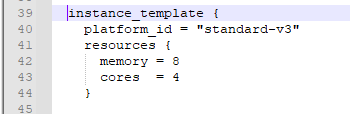 39 instance_template {
40 platform_id = "standard-v3"
41 resources {
42 memory = 8
43 cores  = 4
44 }
45